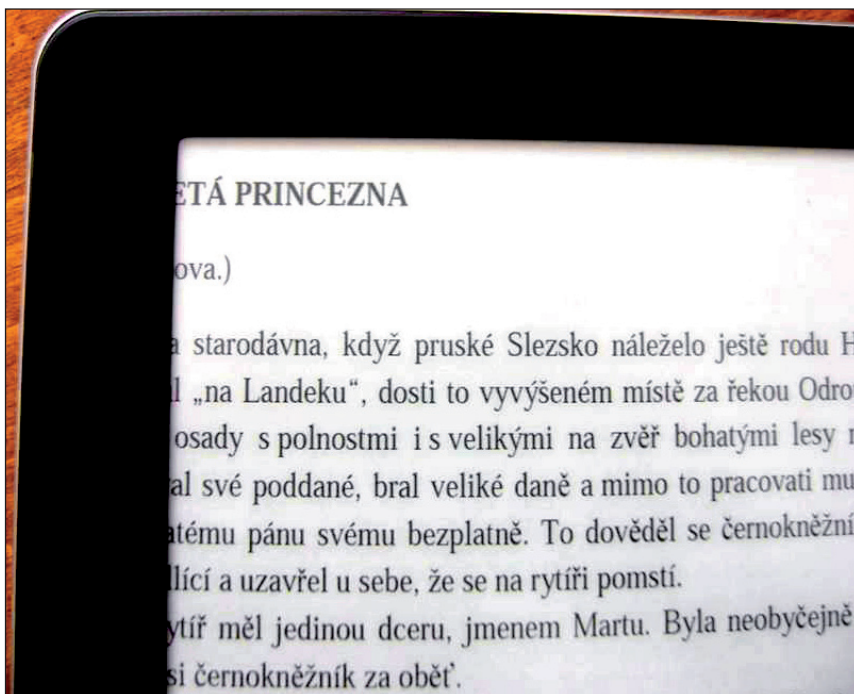 ETÁ PRINCEZNA
ova.)
a starodávna, když pruské Slezsko náleželo ještě rodu H
l „na Landeku“, dosti to vyvýšeném místě za řekou Odro
osady s polnostmi i s velikými na zvěř bohatými lesy
al své poddané, bral veliké daně a mimo to pracovati mu
atému pánu svému bezplatně. To dověděl se černokněžní
llící a uzavřel u sebe, že se na rytíři pomstí.
ytíř měl jedinou dceru, jmenem Martu. Byla neobyčejně
si černokněžník za oběť.